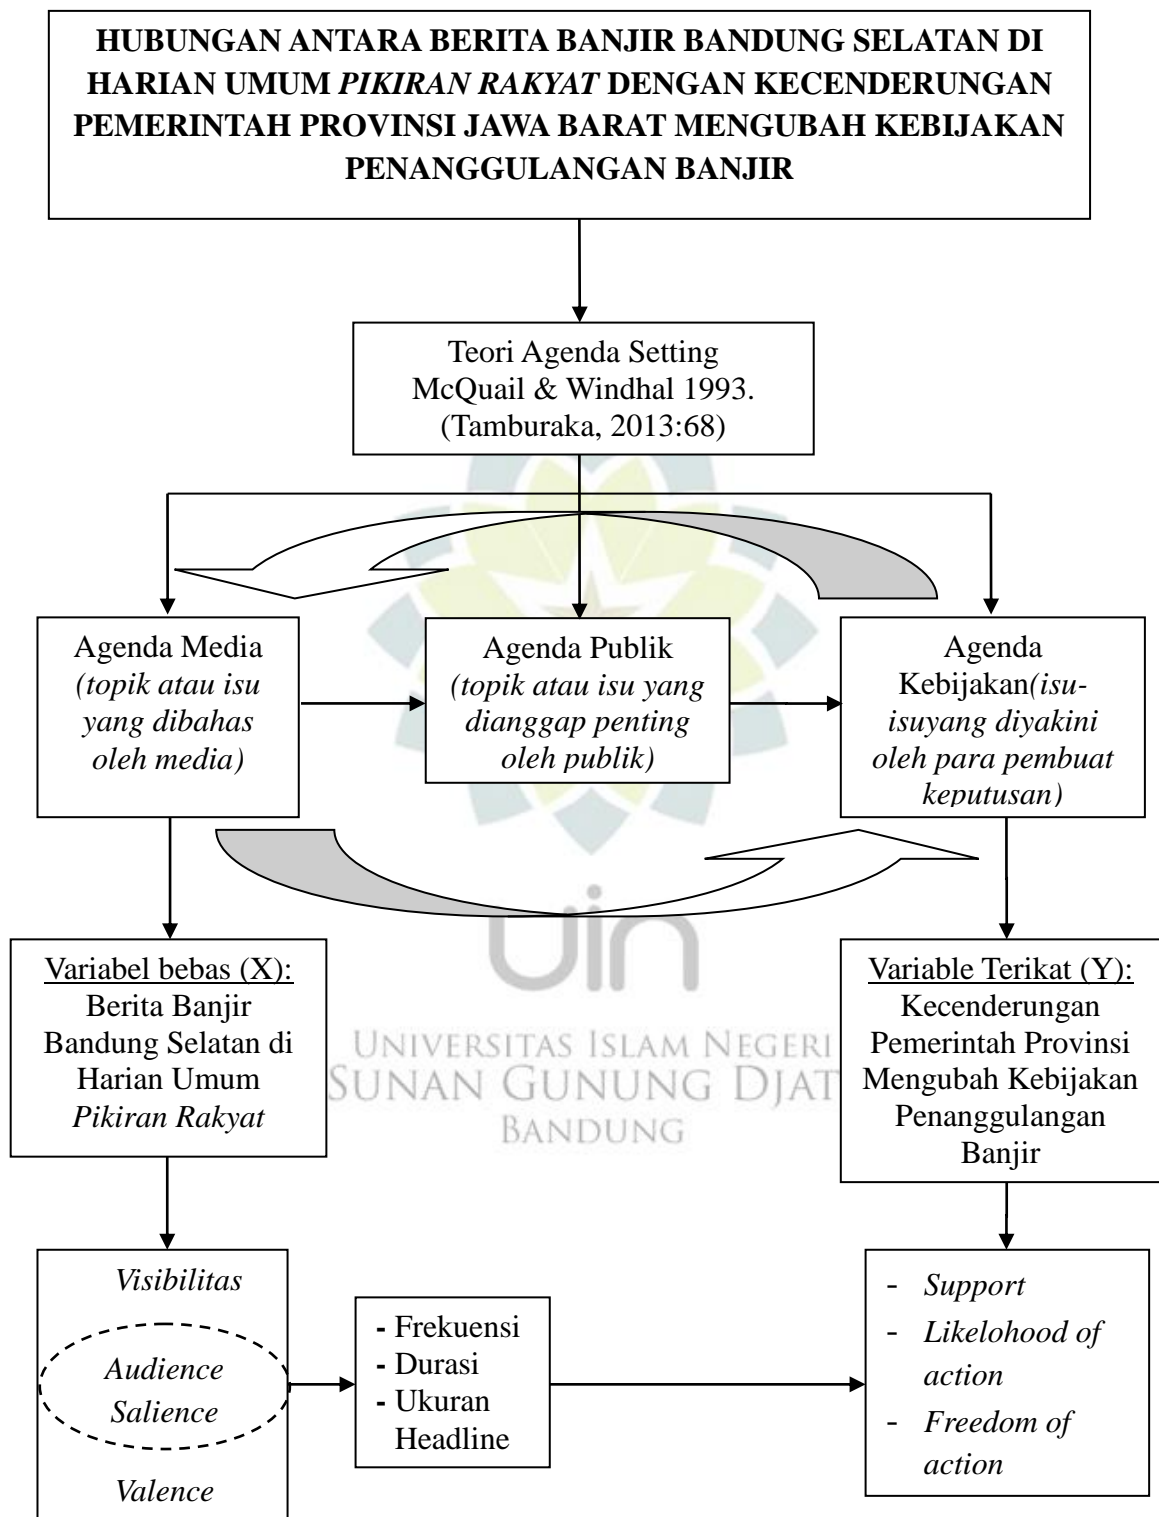 HUBUNGAN ANTARA BERITA BANJIR BANDUNG SELATAN DI
HARIAN UMUM PIKIRAN RAKYAT DENGAN KECENDERUNGAN
PEMERINTAH PROVINSI JAWA BARAT MENGUBAH KEBIJAKAN
PENANGGULANGAN BANJIR
Teori Agenda Setting
McQuail & Windhal 1993.
(Tamburaka, 2013:68)
Agenda Media
(topik atau isu
yang dibahas
oleh media)
Agenda Publik
(topik atau isu yang
dianggap penting
oleh publik)
Agenda
Kebijakan(isu-
isuyang diyakini
oleh para pembuat
keputusan)
uin
UNIVERSITAS ISLAM NEGERI
SUNAN GUNUNG DJAT
BANDUNG
Variabel bebas (X):
Berita Banjir
Bandung Selatan di
Harian Umum
Pikiran Rakyat
Variable Terikat (Y):
Kecenderungan
Pemerintah Provinsi
Mengubah Kebijakan
Penanggulangan
Banjir
Visibilitas
Audience
Salience
Valence
- Frekuensi
- Durasi
- Ukuran
Headline
- Support
- Likelohood of
action
- Freedom of
action